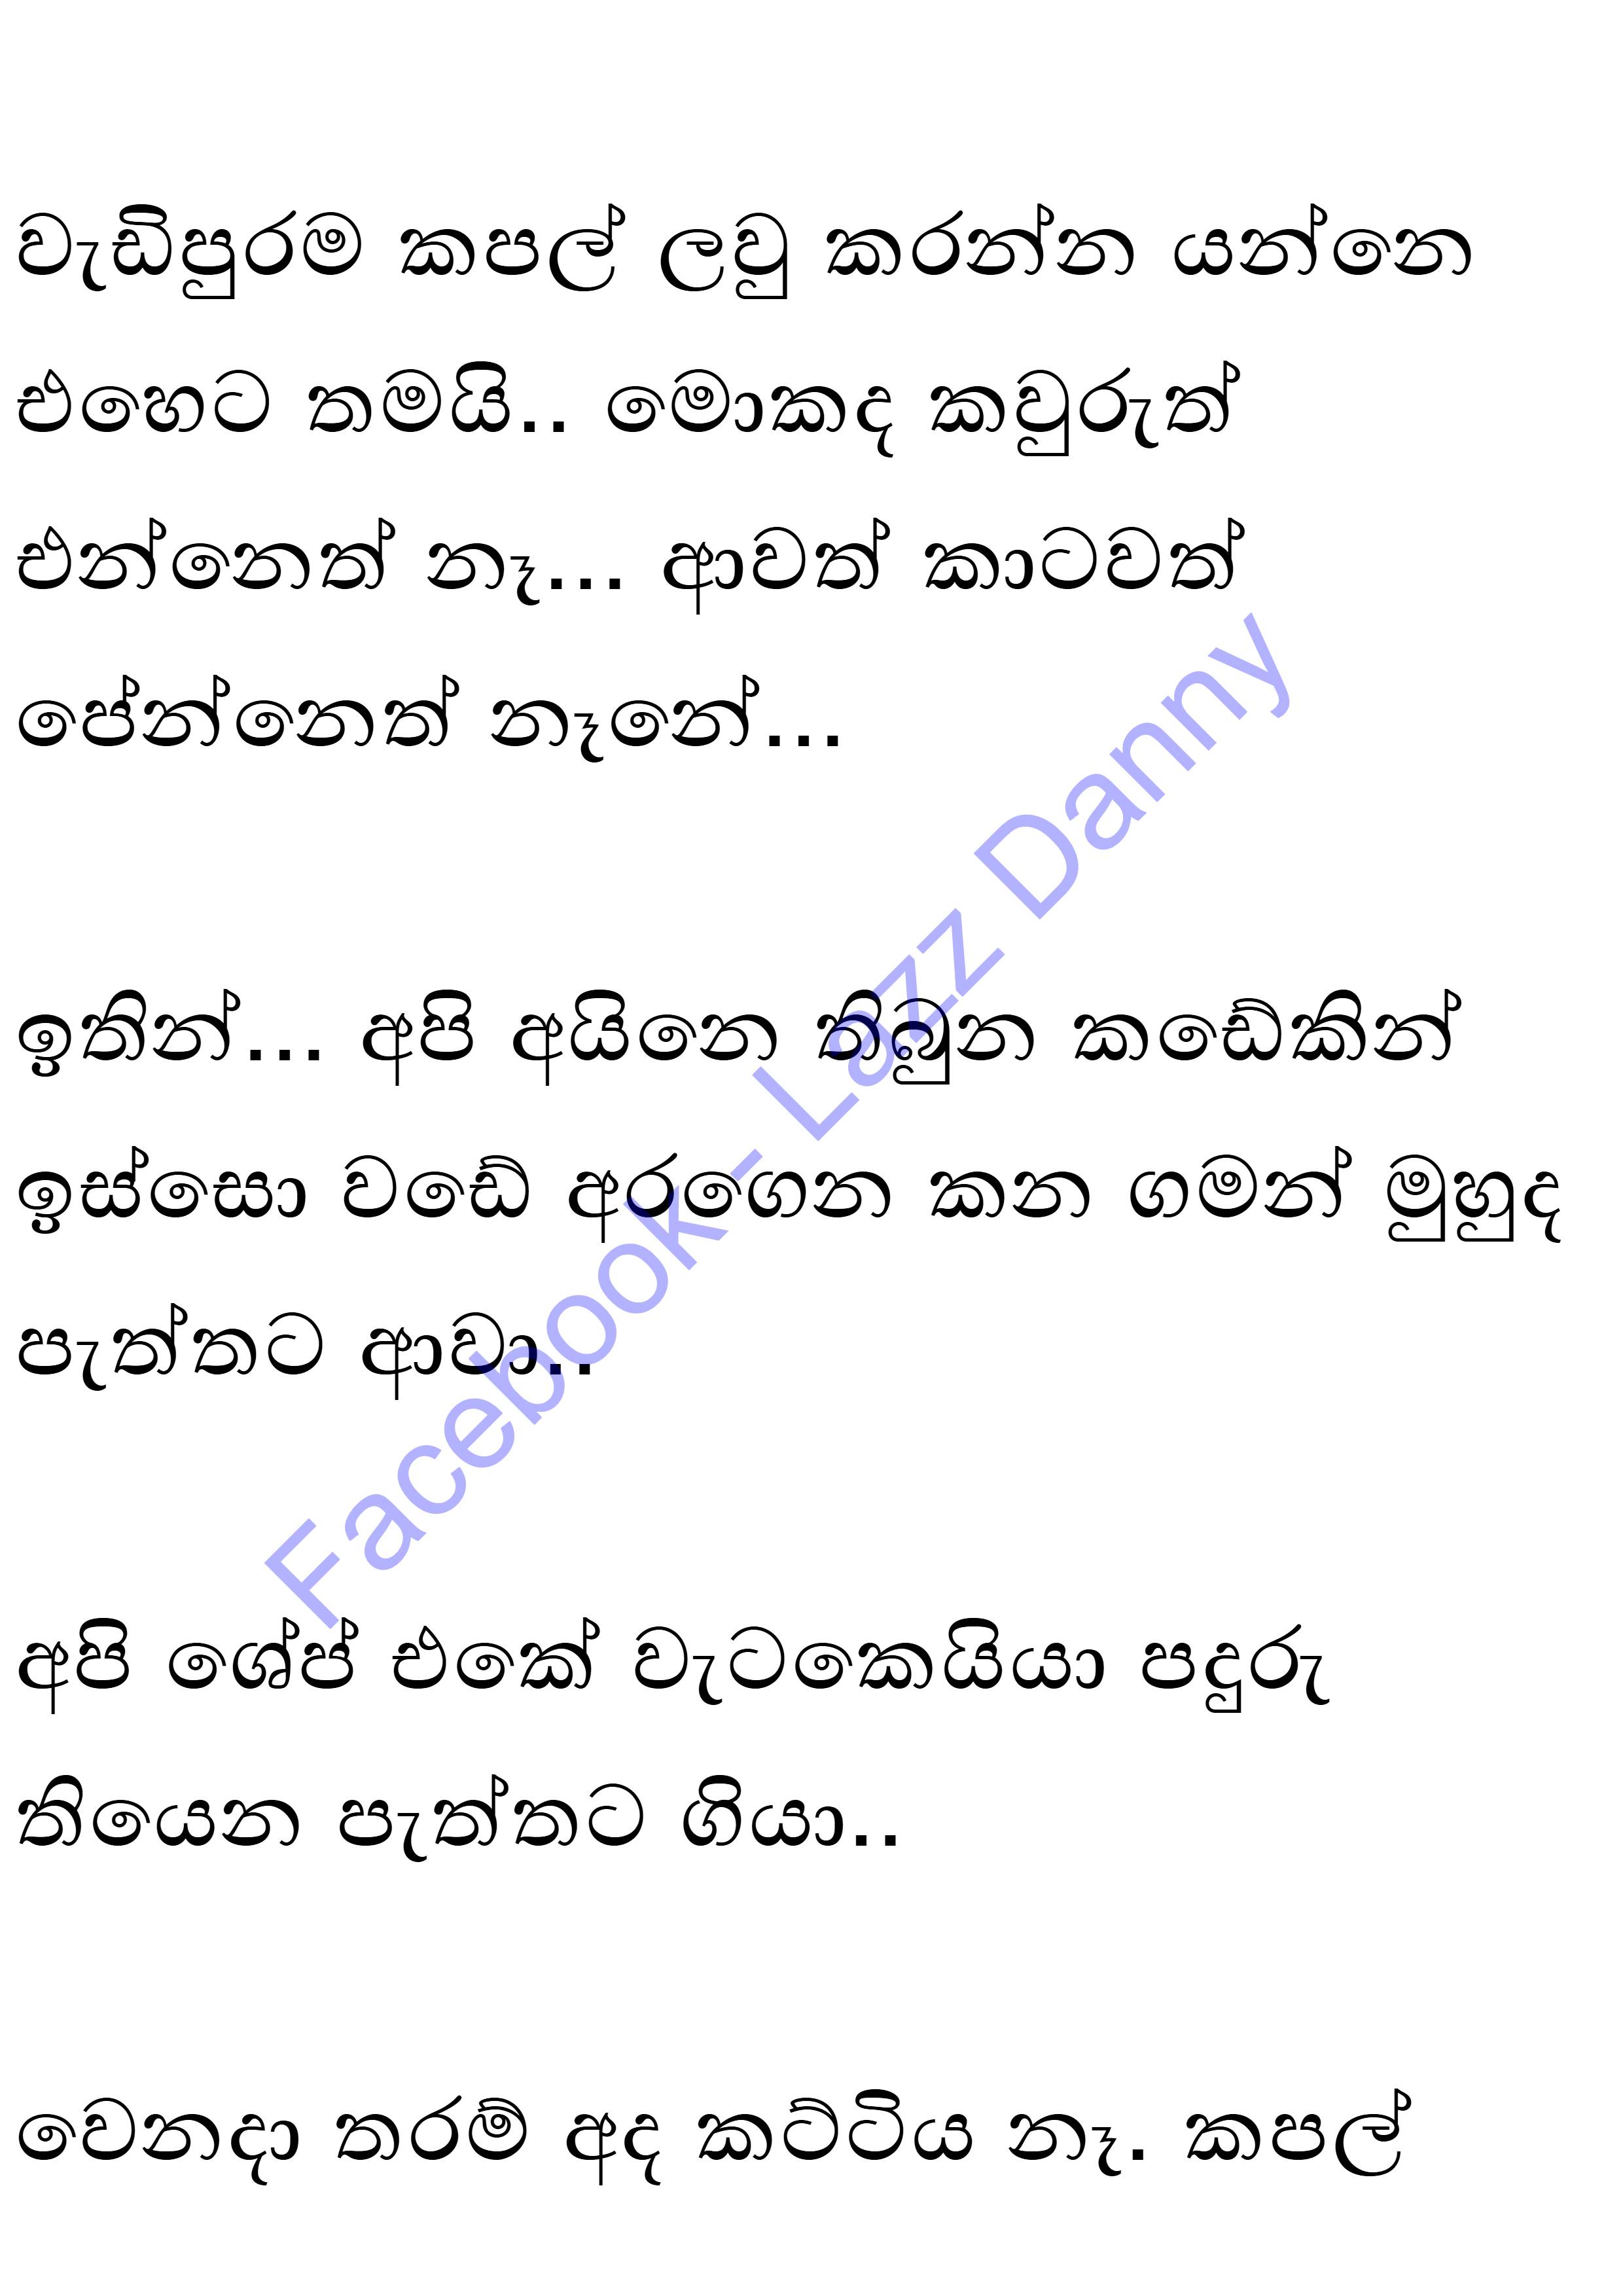 වැඩිපුරම කපල් ලව් කරන්න යන්නෙ
එහෙට තමයි.. මොකද කවුරුත්
එන්නෙත් නෑ... ආවත් කාටවත්
පේන්නෙත් නෑනේ...
ඉතින්... අපි අයිනෙ තිබුන කඩේකින්
ඉස්සො වඩේ අරගෙන කන ගමන් මුහුද
පැත්තට ආවා..
අපි ශේප් එකේ වැටකෙයියා පදුරු
තියෙන පැත්තට ගියා..
වෙනදා තරම් අද කට්ටිය නෑ. කපල්
Facebook- Lazz Danny